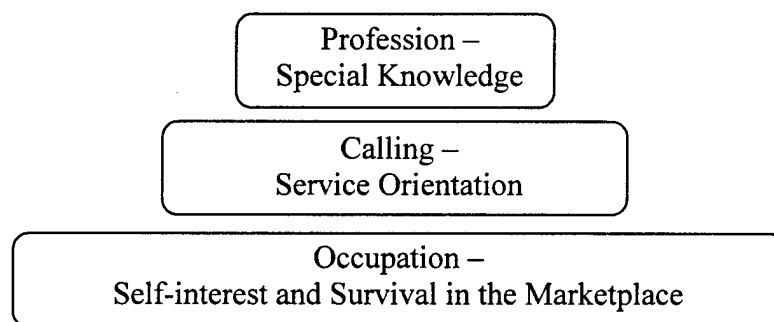 Profession –
Special Knowledge
Calling –
Service Orientation
Occupation –
Self-interest and Survival in the Marketplace